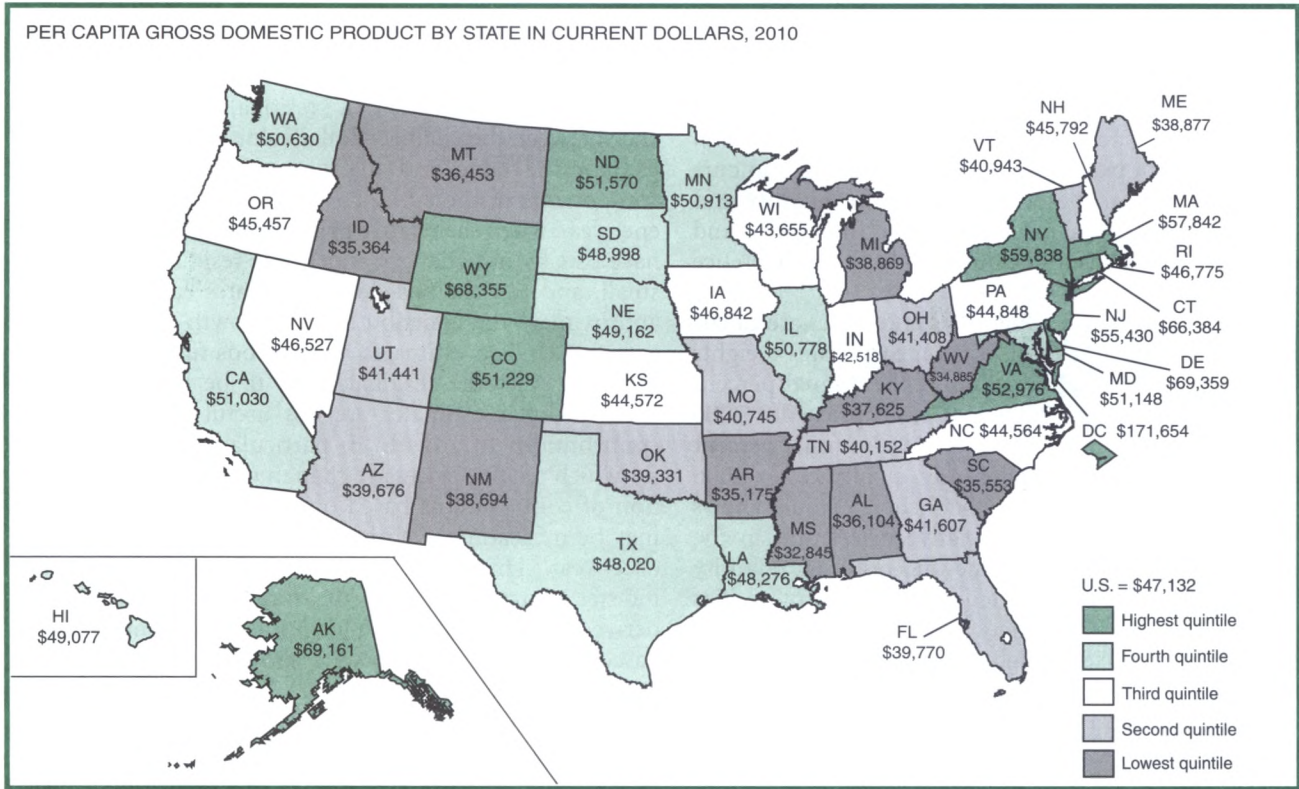 PER CAPITA GROSS DOMESTIC PRODUCT BY STATE IN CURRENT DOLLARS, 2010
WA
$50,630
OR
$45,457
CA
$51,030
NV
$46,527
ID
$35,364
MT
$36,453
WY
$68,355
UT
$41,441
CO
$51,229
AZ
$39,676
NM
$38,694
ND
$51,570
SD
$48,998
NE
$49,162
KS
$44,572
OK
$39,331
TX
$48,020
MN
$50,913
IA
$46,842
MO
$40,745
AR
$35,175
LA
$48,276
WI
$43,655
IL
$50,778
MI
$38,869
IN
$42,518
OH
$41,408
KY
$37,625
TN $40,152
MS
$32,845
AL
$36,104
GA
$41,607
FL
$39,770
SC
$35,553
NC $44,564
WV
$34,885
VA
$52,976
PA
$44,848
NY
$59,838
VT
$40,943
NH
$45,792
ME
$38,877
MA
$57,842
RI
$46,775
CT
$66,384
NJ
$55,430
DE
$69,359
MD
$51,148
DC $171,654
HI
$49,077
AK
$69,161
U.S. = $47,132
Highest quintile
Fourth quintile
Third quintile
Second quintile
Lowest quintile